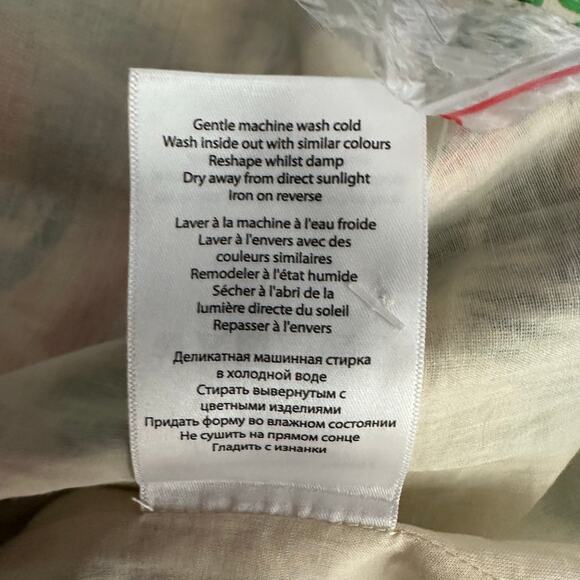 Gentle machine wash cold
Wash inside out with similar colours
Reshape whilst damp
Dry away from direct sunlight
Iron on reverse
Laver à la machine à l'eau froide
Laver à l'envers avec des
couleurs similaires
Remodeler à l'état humide
Sécher à l'abri de la
lumière directe du soleil
Repasser à l'envers
Деликатная машинная стирка
в холодной воде
Стирать вывернутым с
цветными изделиями
Придать форму во влажном состоянии
Не сушить на прямом сонце
Гладить с изнанки